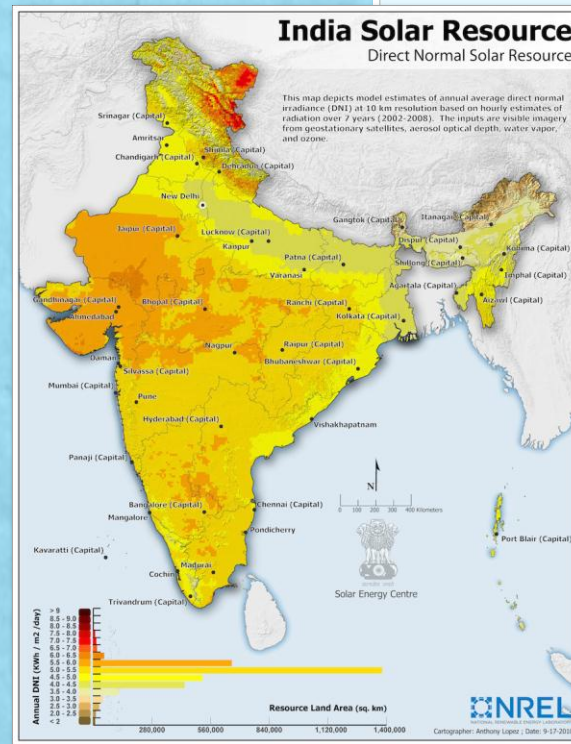 India Solar Resource
Direct Normal Solar Resource
This map depicts model estimates of annual average direct normal
irradiance (DNI) at 10 km resolution based on hourly estimates of
radiation over 7 years (2002-2008). The inputs are visible imagery
from geostationary satellites, aerosol optical depth, water vapor,
and ozone.
Srinagar (Capital)
Amritsar
Shimla (Capital)
Chandigarh (Capital)
Dehradun (Capital)
New Delhi
Jaipur (Capital)
Lucknow (Capital)
Kanpur
Gangtok (Capital)
Itanagar (Capital)
Dispur (Capital)
Kohima (Capital)
Patna (Capital)
Shillong (Capital)
Varanasi
Imphal (Capital)
Agartala (Capital)
Aizawl (Capital)
Gandhinagar (Capital)
Bhopal (Capital)
Ranchi (Capital)
Ahmedabad
Kolkata (Capital)
Nagpur
Raipur (Capital)
Daman
Bhubaneshwar (Capital)
Silvassa (Capital)
Mumbai (Capital)
Pune
Hyderabad (Capital)
Vishakhapatnam
Panaji (Capital)
N
0 100 200 300 400 Kilometers
Bangalore (Capital)
Chennai (Capital)
Mangalore
Pondicherry
Port Blair (Capital)
Kavaratti (Capital)
Cochin
Madurai
Solar Energy Centre
Trivandrum (Capital)
Annual DNI (KWh / m2 /day)
> 9
8.5 - 9.0
8.0 - 8.5
7.5 - 8.0
7.0 - 7.5
6.5 - 7.0
6.0 - 6.5
5.5 - 6.0
5.0 - 5.5
4.5 - 5.0
4.0 - 4.5
3.5 - 4.0
3.0 - 3.5
2.5 - 3.0
2.0 - 2.5
< 2
Resource Land Area (sq. km)
280,000 560,000 840,000 1,120,000 1,400,000
NREL
NATIONAL RENEWABLE ENERGY LABORATORY
Cartographer: Anthony Lopez ; Date: 9-17-201